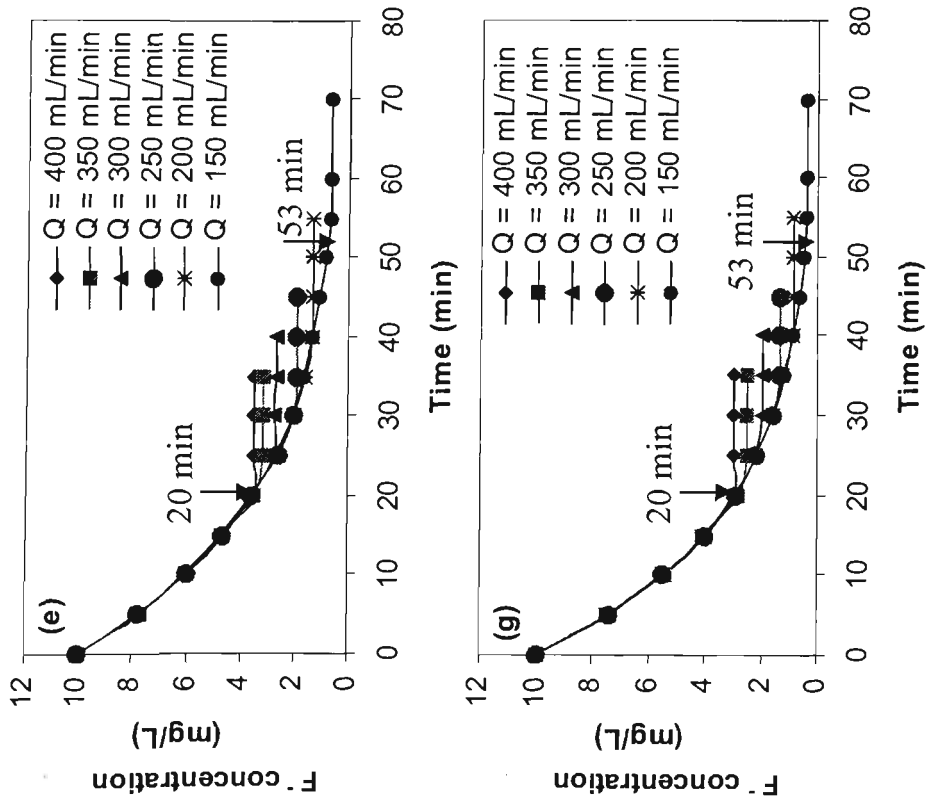 (e)
Q = 400 mL/min
Q = 350 mL/min
Q = 300 mL/min
Q = 250 mL/min
Q = 200 mL/min
Q = 150 mL/min
20 min
53 min
12
10
8
6
4
2
0
F⁻ concentration
(mg/L)
0 10 20 30 40 50 60 70 80
Time (min)
(g)
Q = 400 mL/min
Q = 350 mL/min
Q = 300 mL/min
Q = 250 mL/min
Q = 200 mL/min
Q = 150 mL/min
20 min
53 min
12
10
8
6
4
2
0
F⁻ concentration
(mg/L)
0 10 20 30 40 50 60 70 80
Time (min)